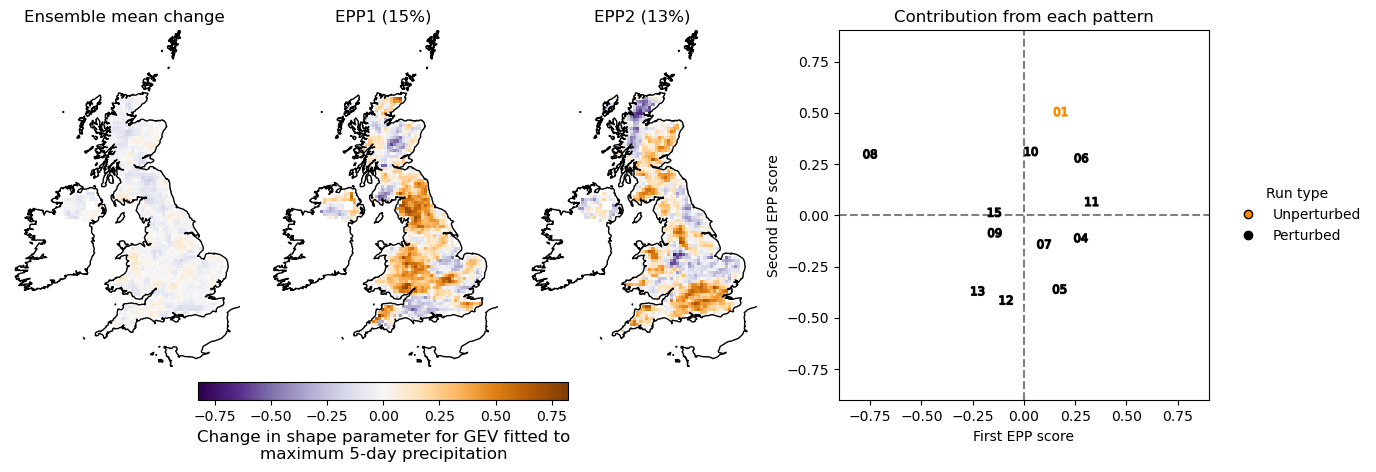 Ensemble mean change
EPP1 (15%)
EPP2 (13%)
Contribution from each pattern
0.75
0.50
0.25
0.00
−0.25
−0.50
−0.75
Second EPP score
01
10
08
06
11
15
09
04
07
05
13
12
−0.75 −0.50 −0.25 0.00 0.25 0.50 0.75
First EPP score
Run type
Unperturbed
Perturbed
−0.75 −0.50 −0.25 0.00 0.25 0.50 0.75
Change in shape parameter for GEV fitted to
maximum 5-day precipitation